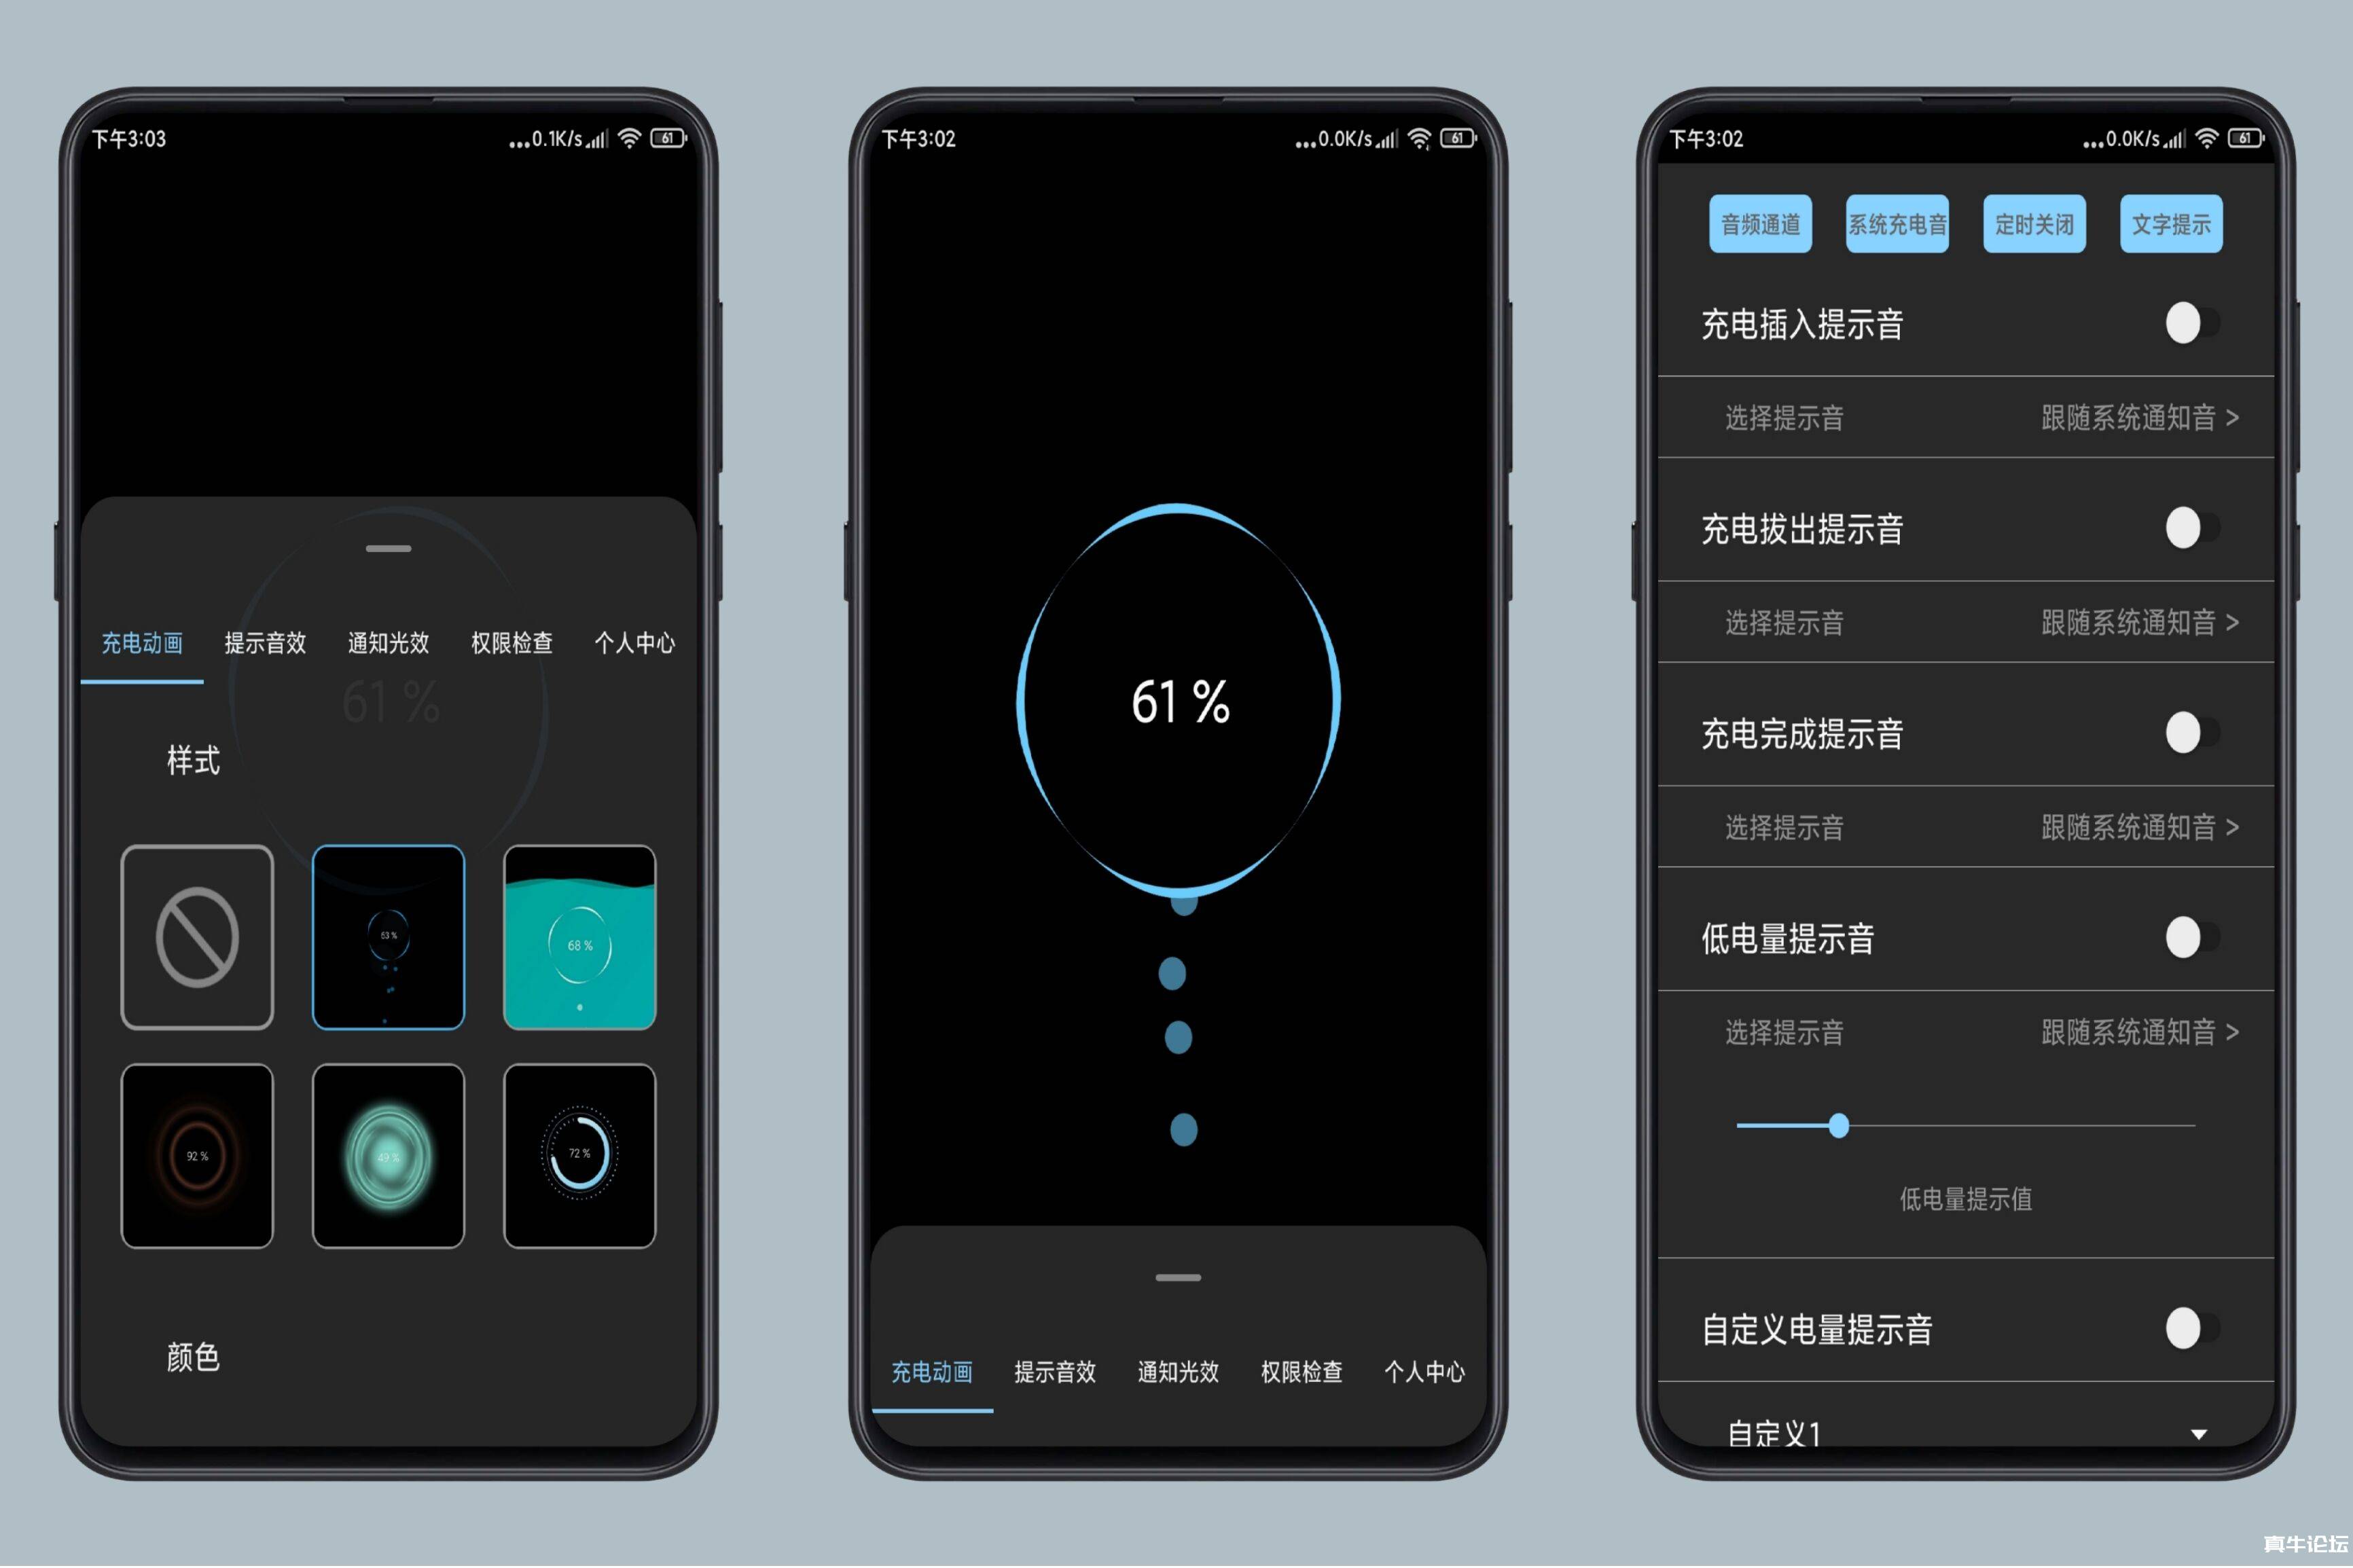 下午3:03
...0.1K/s
61
充电动画 提示音效 通知光效 权限检查 个人中心
61 %
样式
63 %
68 %
92 %
49 %
72 %
颜色
下午3:02
...0.0K/s
61
61 %
充电动画 提示音效 通知光效 权限检查 个人中心
下午3:02
...0.0K/s
61
音频通道 系统充电音 定时关闭 文字提示
充电插入提示音
选择提示音 跟随系统通知音 >
充电拔出提示音
选择提示音 跟随系统通知音 >
充电完成提示音
选择提示音 跟随系统通知音 >
低电量提示音
选择提示音 跟随系统通知音 >
低电量提示值
自定义电量提示音
自定义1
真牛论坛